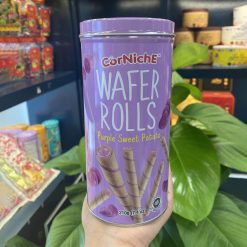 CorNichE
WAFER
ROLLS
Purple Sweet Potato